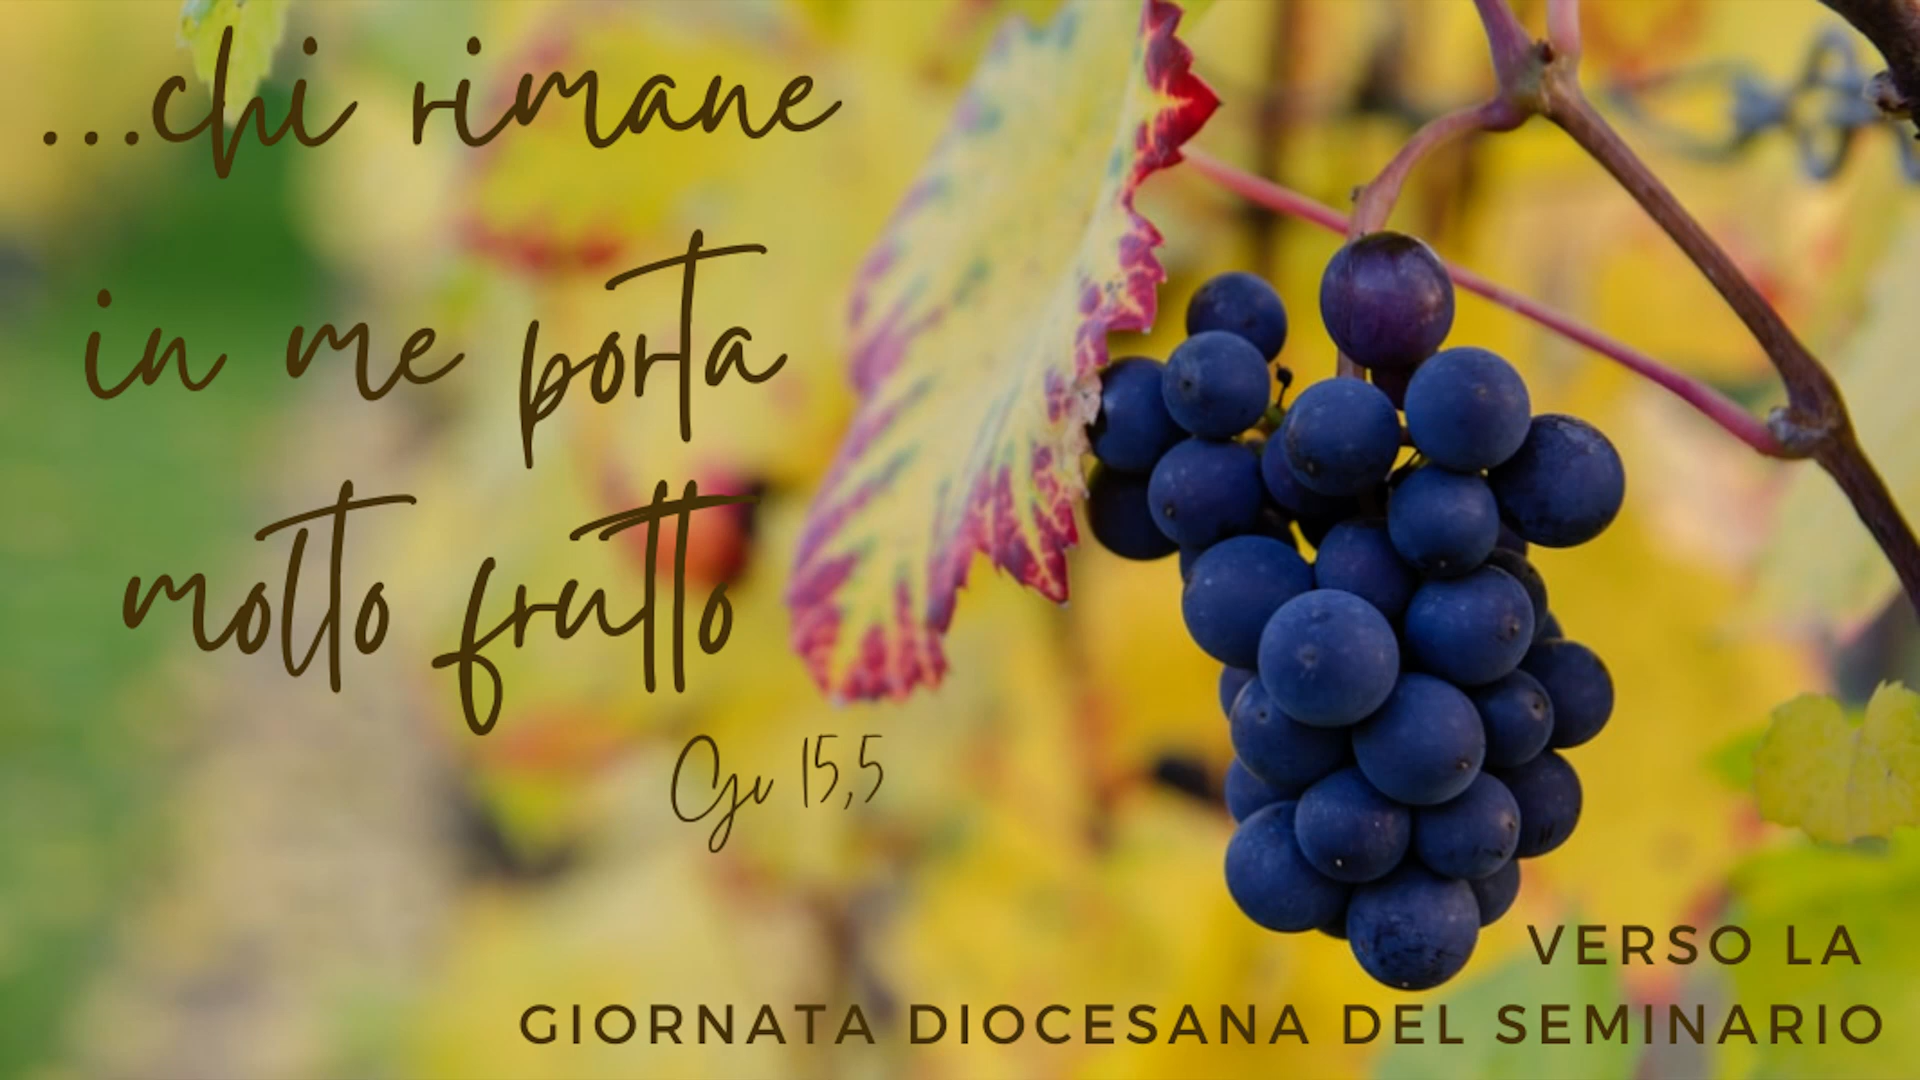 ...chi rimane
in me porta
molto frutto
Gv 15,5
VERSO LA
GIORNATA DIOCESANA DEL SEMINARIO